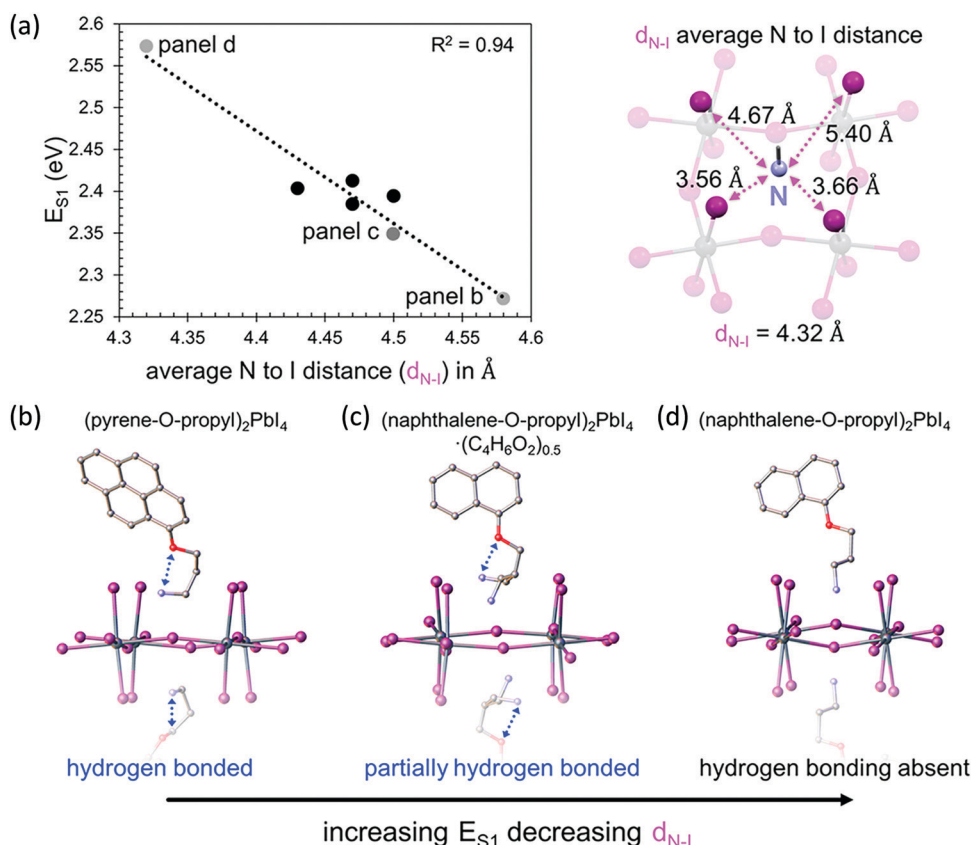 (a)
2.6
2.55
2.5
2.45
2.4
2.35
2.3
2.25
E_S1 (eV)
panel d
R² = 0.94
panel c
panel b
4.3 4.35 4.4 4.45 4.5 4.55 4.6
average N to I distance (d_N-I) in Å
d_N-I average N to I distance
4.67 Å
5.40 Å
3.56 Å
3.66 Å
N
d_N-I = 4.32 Å
(b) (c) (d)
(pyrene-O-propyl)₂PbI₄
(naphthalene-O-propyl)₂PbI₄
·(C₄H₆O₂)₀.₅
(naphthalene-O-propyl)₂PbI₄
hydrogen bonded
partially hydrogen bonded
hydrogen bonding absent
increasing E_S1 decreasing d_N-I